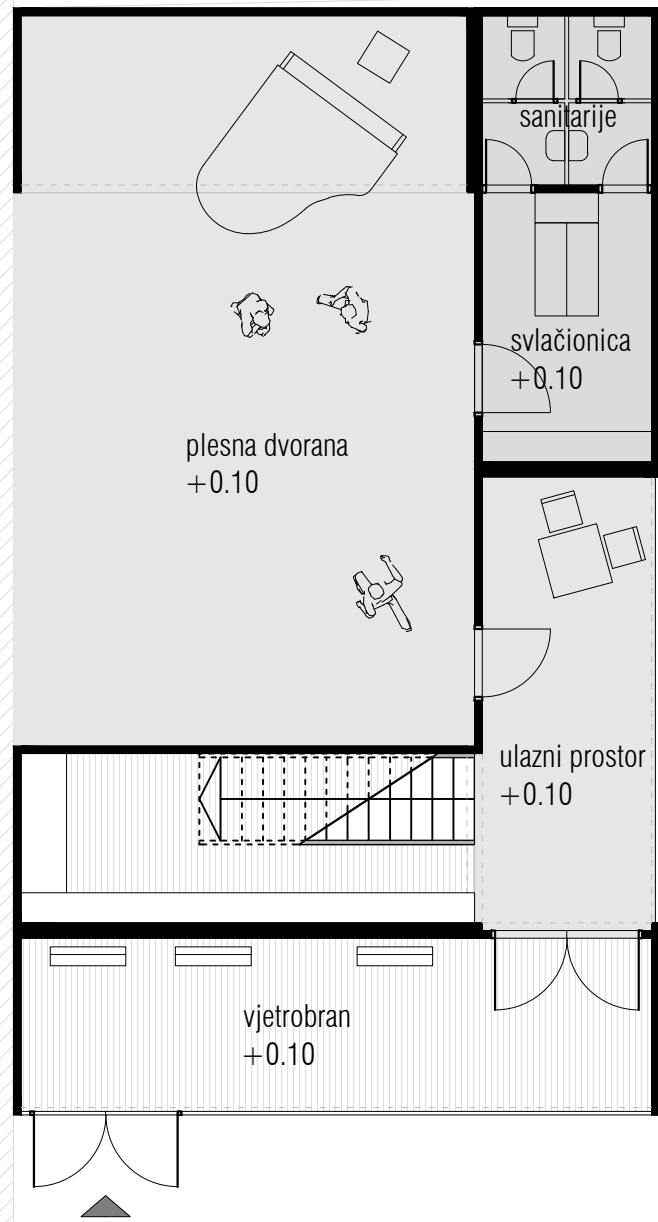 sanitarije
svlačionica
+0.10
plesna dvorana
+0.10
ulazni prostor
+0.10
vjetrobran
+0.10